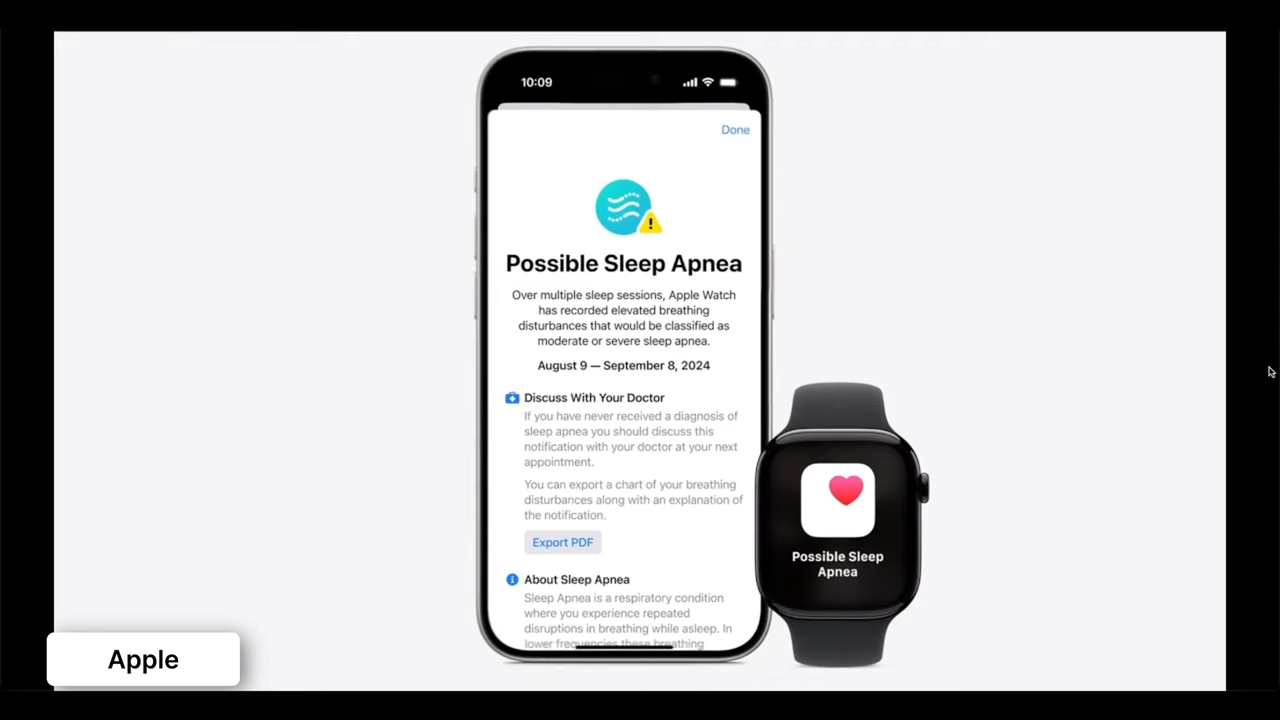 10:09
Done
Possible Sleep Apnea
Over multiple sleep sessions, Apple Watch
has recorded elevated breathing
disturbances that would be classified as
moderate or severe sleep apnea.
August 9 — September 8, 2024
Discuss With Your Doctor
If you have never received a diagnosis of
sleep apnea you should discuss this
notification with your doctor at your next
appointment.
You can export a chart of your breathing
disturbances along with an explanation of
the notification.
Export PDF
About Sleep Apnea
Sleep Apnea is a respiratory condition
where you experience repeated
disruptions in breathing while asleep. In
lower frequencies these breathing
Possible Sleep
Apnea
Apple